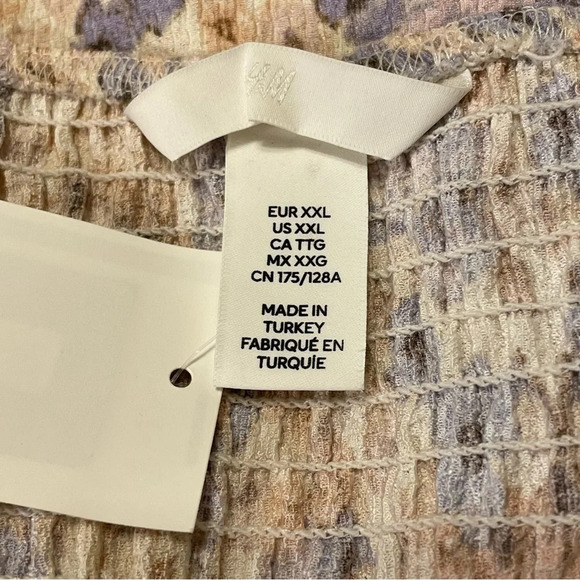 H&M
EUR XXL
US XXL
CA TTG
MX XXG
CN 175/128A
MADE IN
TURKEY
FABRIQUÉ EN
TURQUÍE